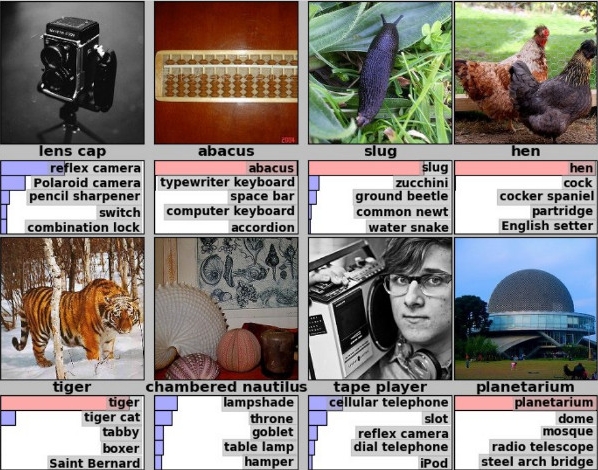 lens cap
abacus
slug
hen
reflex camera
Polaroid camera
pencil sharpener
switch
combination lock
abacus
typewriter keyboard
space bar
computer keyboard
accordion
slug
zucchini
ground beetle
common newt
water snake
hen
cock
cocker spaniel
partridge
English setter
tiger
chambered nautilus
tape player
planetarium
tiger
tiger cat
tabby
boxer
Saint Bernard
lampshade
throne
goblet
table lamp
hamper
cellular telephone
slot
reflex camera
dial telephone
iPod
planetarium
dome
mosque
radio telescope
steel arch bridge